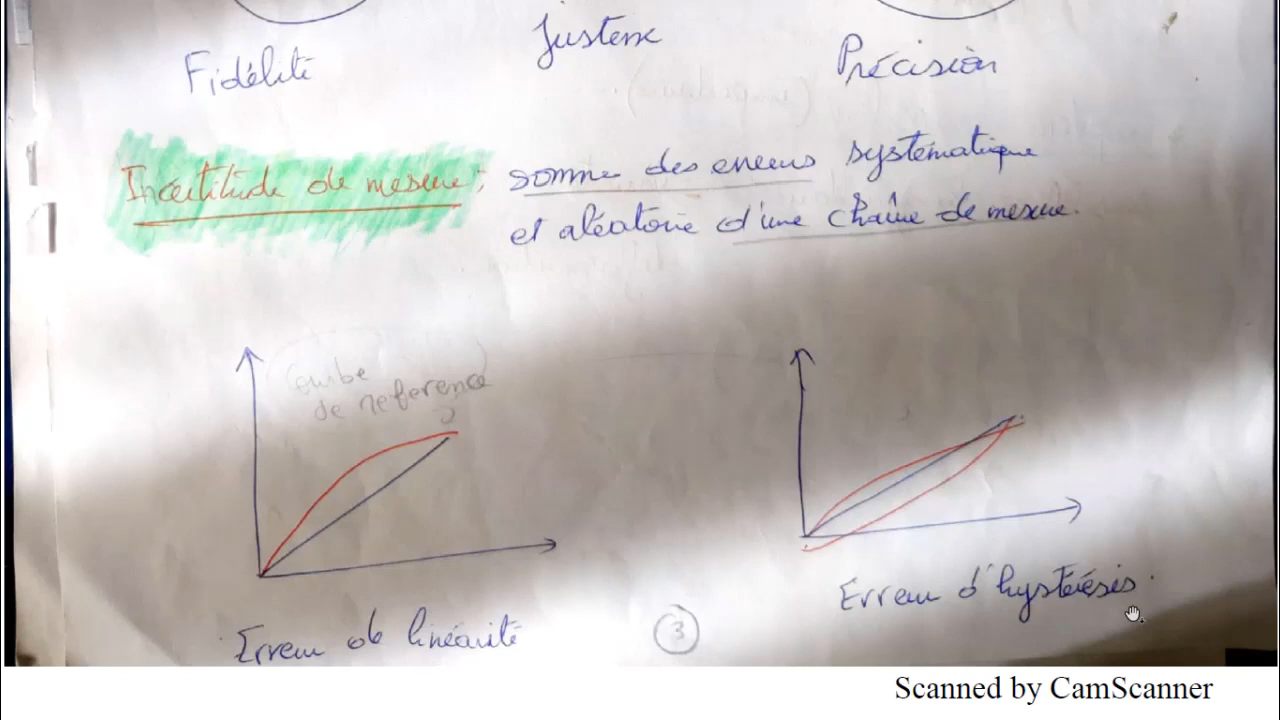 Fidélité
Justesse
Précision
Incertitude de mesure : somme des erreurs systématique
et aléatoire d'une chaîne de mesure.
Courbe
de reference
Erreur de linéarité
Erreur d'hystérésis.
3
Scanned by CamScanner